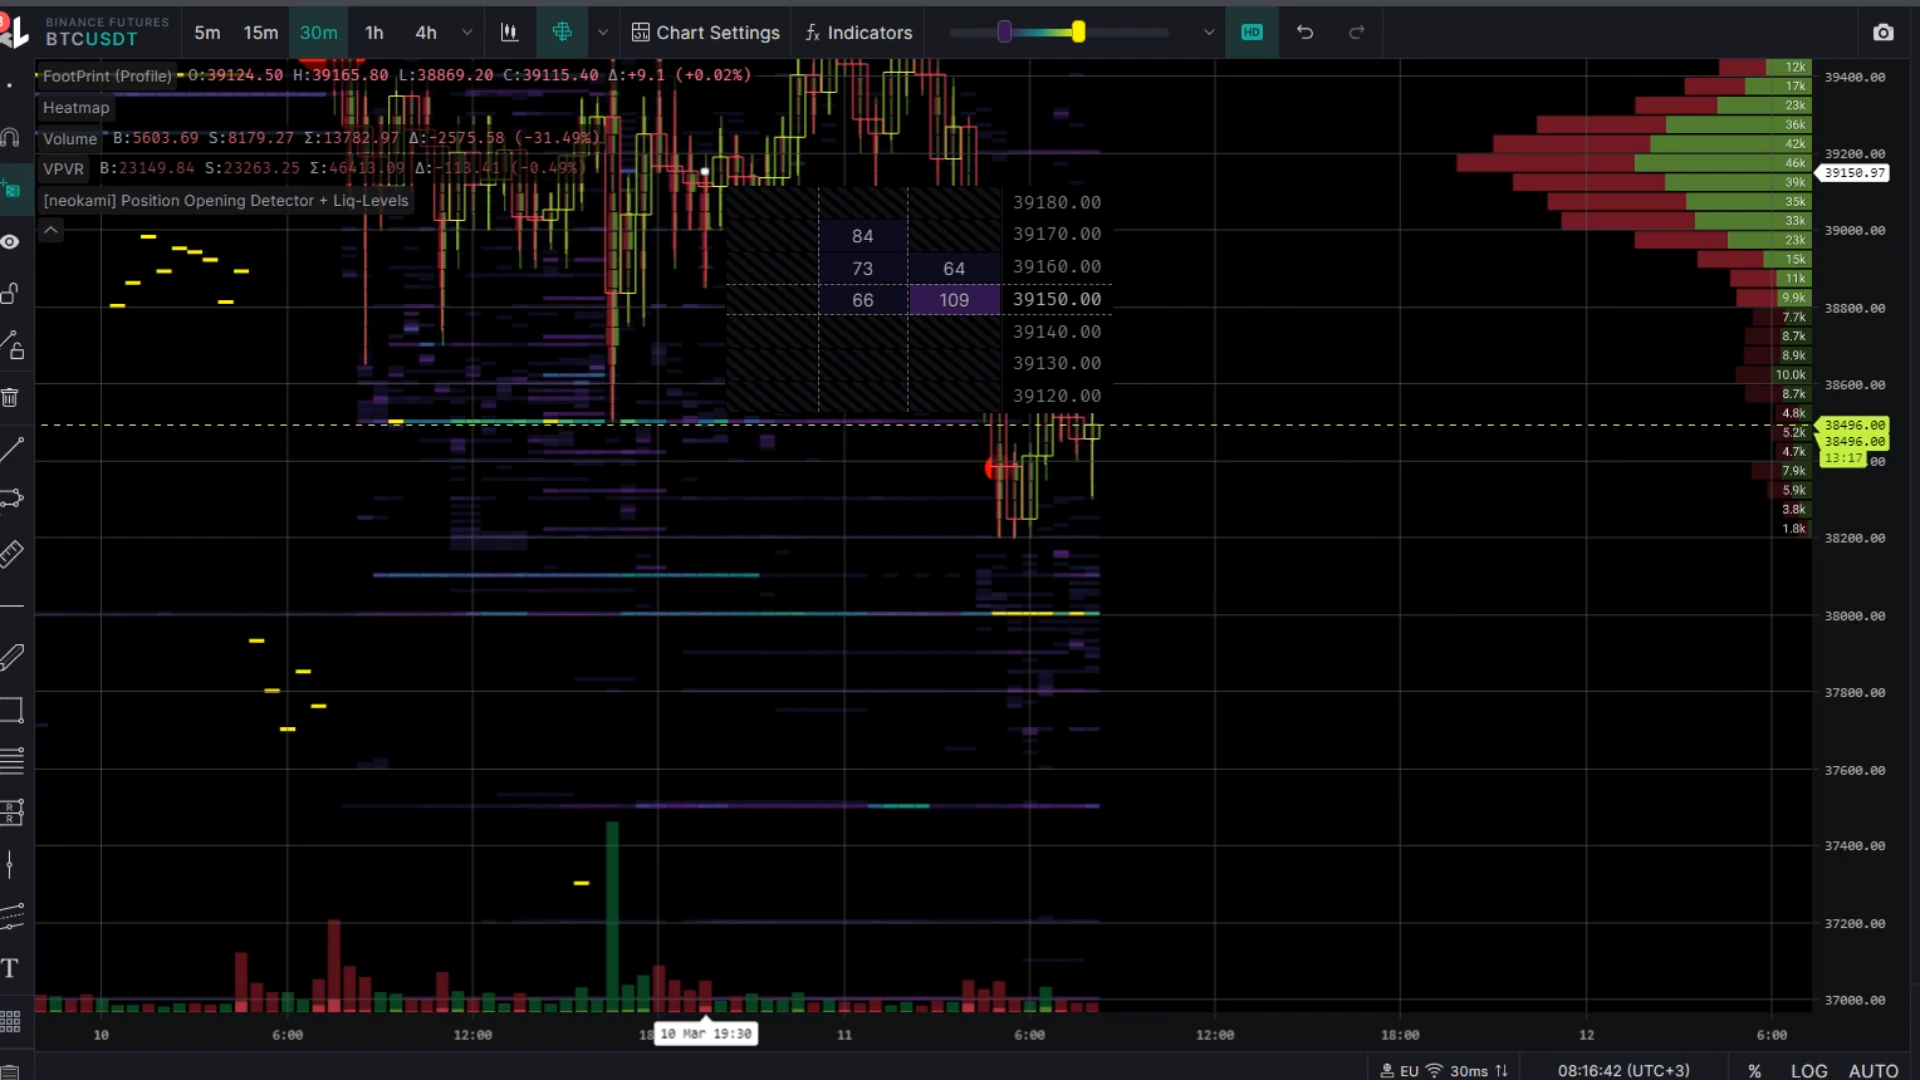 BINANCE FUTURES
BTCUSDT
5m 15m 30m 1h 4h Chart Settings fx Indicators HD
FootPrint (Profile) O:39124.50 H:39165.80 L:38869.20 C:39115.40 Δ:+9.1 (+0.02%)
Heatmap
Volume B:5603.69 S:8179.27 Σ:13782.97 Δ:-2575.58 (-31.49%)
VPVR B:23149.84 S:23263.25 Σ:46413.09 Δ:-113.41 (-0.49%)
[neokami] Position Opening Detector + Liq-Levels
39180.00
84 39170.00
73 64 39160.00
66 109 39150.00
39140.00
39130.00
39120.00
12k
17k
23k
36k
42k
46k
39k
35k
33k
23k
15k
11k
9.9k
7.7k
8.7k
8.9k
10.0k
8.7k
4.8k
5.2k
4.7k
7.9k
5.9k
3.8k
1.8k
39400.00
39200.00
39150.97
39000.00
38800.00
38600.00
38496.00
38496.00
13:17
38200.00
38000.00
37800.00
37600.00
37400.00
37200.00
37000.00
R
R
T
10 6:00 12:00 18 10 Mar 19:30 11 6:00 12:00 18:00 12 6:00
EU 30ms 08:16:42 (UTC+3) % LOG AUTO